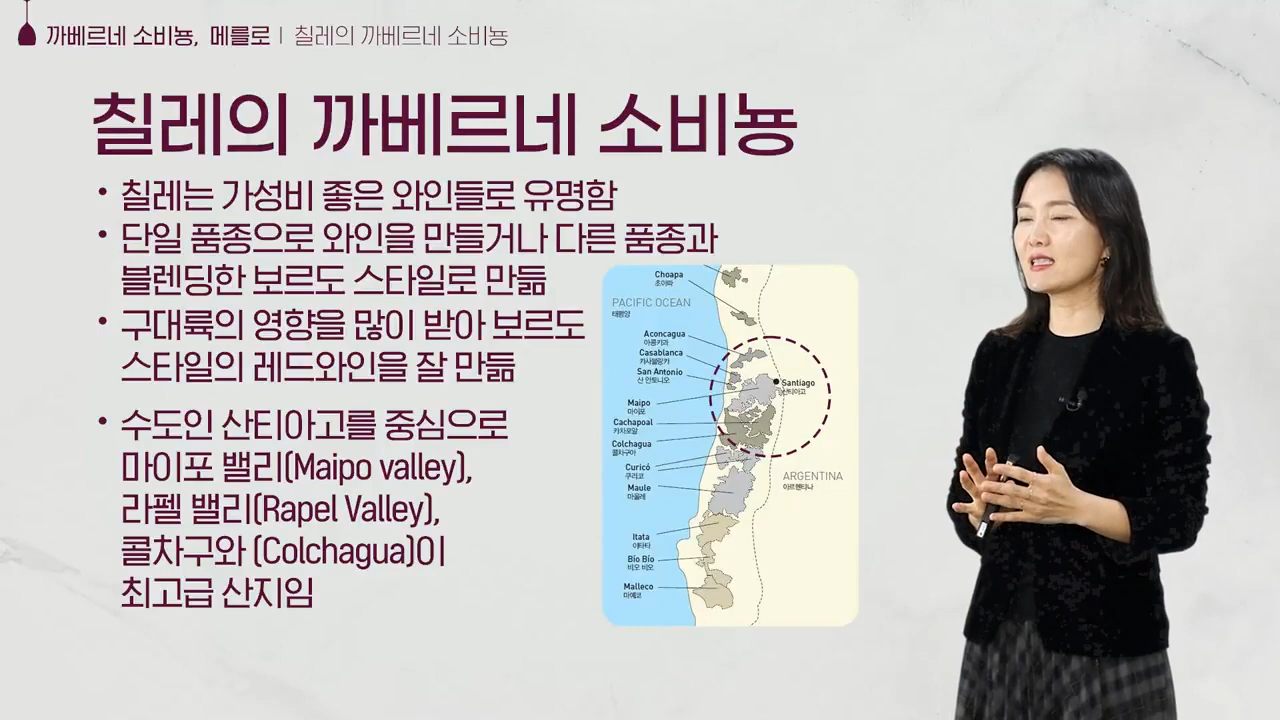 까베르네 소비뇽, 메를로 | 칠레의 까베르네 소비뇽
칠레의 까베르네 소비뇽
• 칠레는 가성비 좋은 와인들로 유명함
• 단일 품종으로 와인을 만들거나 다른 품종과
블렌딩한 보르도 스타일로 만듦
• 구대륙의 영향을 많이 받아 보르도
스타일의 레드와인을 잘 만듦
• 수도인 산티아고를 중심으로
마이포 밸리(Maipo valley),
라펠 밸리(Rapel Valley),
콜차구와 (Colchagua)이
최고급 산지임
Choapa
초아파
PACIFIC OCEAN
태평양
Aconcagua
아콩카과
Casablanca
카사블랑카
San Antonio
산 안토니오
Santiago
산티아고
Maipo
마이포
Cachapoal
카차포알
Colchagua
콜차구아
Curicó
쿠리코
Maule
마울레
ARGENTINA
아르헨티나
Itata
이타타
Bío Bío
비오 비오
Malleco
마예코